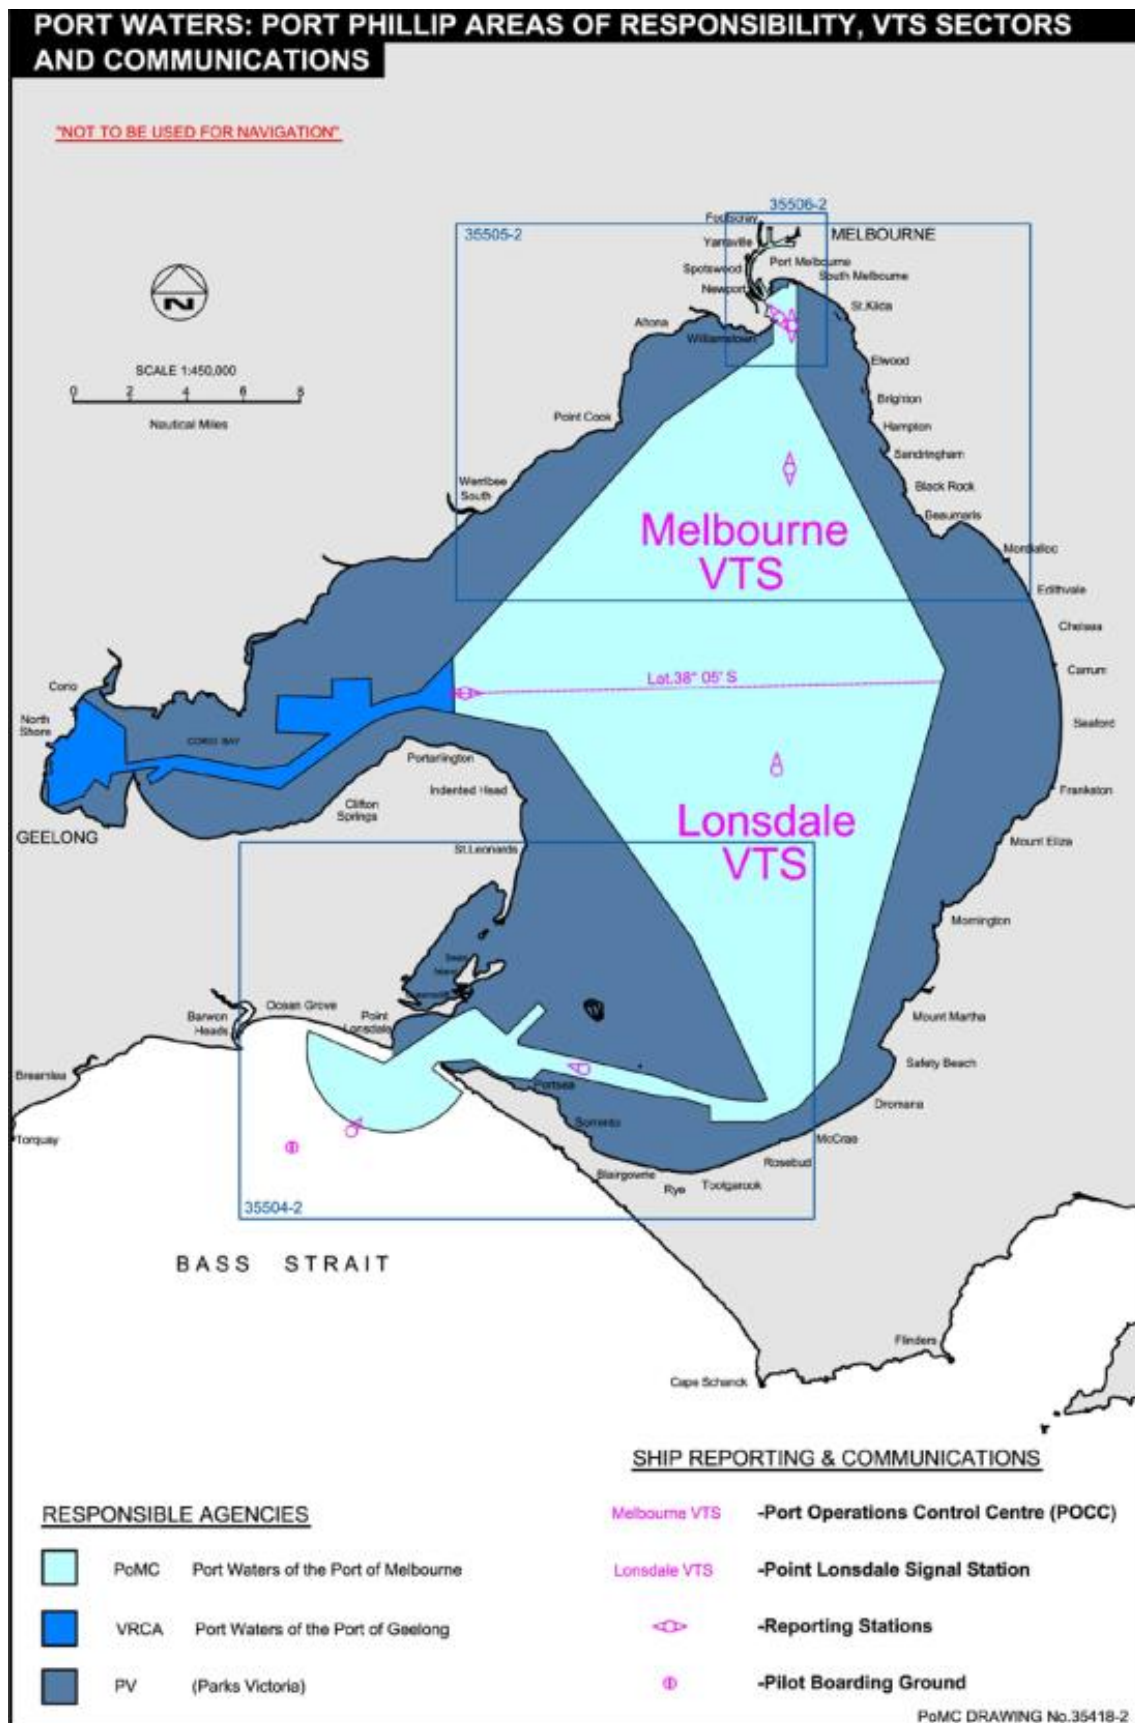 PORT WATERS: PORT PHILLIP AREAS OF RESPONSIBILITY, VTS SECTORS
AND COMMUNICATIONS
"NOT TO BE USED FOR NAVIGATION"
35506-2
35505-2
Footscray
MELBOURNE
Yarraville
Port Melbourne
Spotswood
South Melbourne
Newport
St.Kilda
Altona
Williamstown
N
Elwood
SCALE 1:450,000
0 2 4 6 8
Nautical Miles
Brighton
Point Cook
Hampton
Sandringham
Werribee
South
Black Rock
Beaumaris
Melbourne
VTS
Mordialloc
Edithvale
Chelsea
Carrum
Lat.38° 05' S
Corio
North
Shore
Seaford
CORIO BAY
Portarlington
Indented Head
Frankston
Clifton
Springs
Lonsdale
VTS
GEELONG
Mount Eliza
St.Leonards
Mornington
Swan
Ocean Grove
Barwon
Heads
Point
Lonsdale
Mount Martha
Safety Beach
Breamlea
Portsea
Dromana
Sorrento
McCrae
Torquay
Rosebud
Blairgowrie
Rye
Tootgarook
35504-2
BASS STRAIT
Flinders
Cape Schanck
SHIP REPORTING & COMMUNICATIONS
Melbourne VTS -Port Operations Control Centre (POCC)
Lonsdale VTS -Point Lonsdale Signal Station
-Reporting Stations
-Pilot Boarding Ground
RESPONSIBLE AGENCIES
PoMC Port Waters of the Port of Melbourne
VRCA Port Waters of the Port of Geelong
PV (Parks Victoria)
PoMC DRAWING No.35418-2